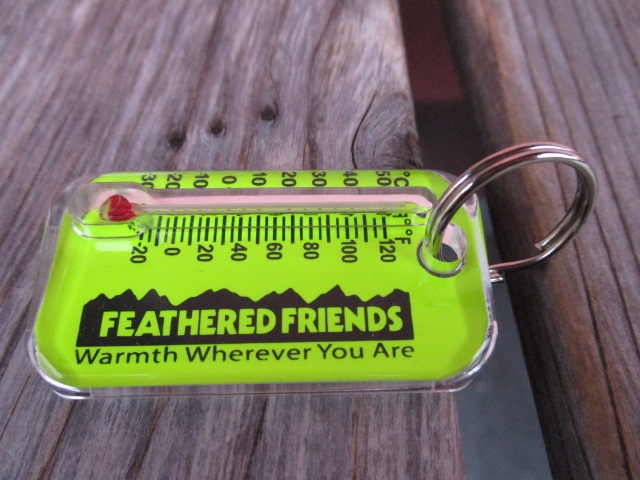 30 20 10 0 10 20 30 40 50 °C
-20 0 20 40 60 80 100 120 °F
FEATHERED FRIENDS
Warmth Wherever You Are